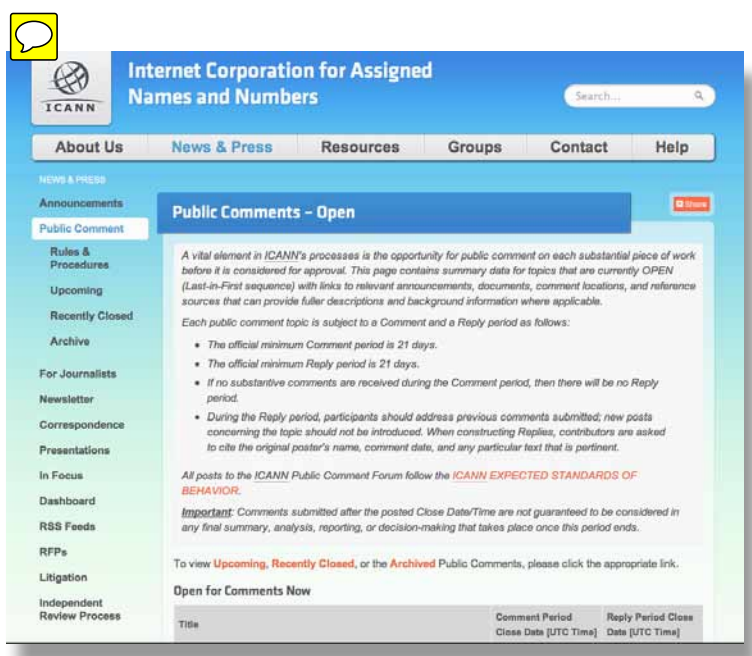 Internet Corporation for Assigned
Names and Numbers
ICANN
Search...
About Us
News & Press
Resources
Groups
Contact
Help
NEWS & PRESS
Announcements
Public Comment
Rules &
Procedures
Upcoming
Recently Closed
Archive
For Journalists
Newsletter
Correspondence
Presentations
In Focus
Dashboard
RSS Feeds
RFPs
Litigation
Independent
Review Process
Public Comments – Open
Share
A vital element in ICANN's processes is the opportunity for public comment on each substantial piece of work
before it is considered for approval. This page contains summary data for topics that are currently OPEN
(Last-in-First sequence) with links to relevant announcements, documents, comment locations, and reference
sources that can provide fuller descriptions and background information where applicable.
Each public comment topic is subject to a Comment and a Reply period as follows:
• The official minimum Comment period is 21 days.
• The official minimum Reply period is 21 days.
• If no substantive comments are received during the Comment period, then there will be no Reply
period.
• During the Reply period, participants should address previous comments submitted; new posts
concerning the topic should not be introduced. When constructing Replies, contributors are asked
to cite the original poster's name, comment date, and any particular text that is pertinent.
All posts to the ICANN Public Comment Forum follow the ICANN EXPECTED STANDARDS OF
BEHAVIOR.
Important: Comments submitted after the posted Close Date/Time are not guaranteed to be considered in
any final summary, analysis, reporting, or decision-making that takes place once this period ends.
To view Upcoming, Recently Closed, or the Archived Public Comments, please click the appropriate link.
Open for Comments Now
Title
Comment Period
Close Date [UTC Time]
Reply Period Close
Date [UTC Time]